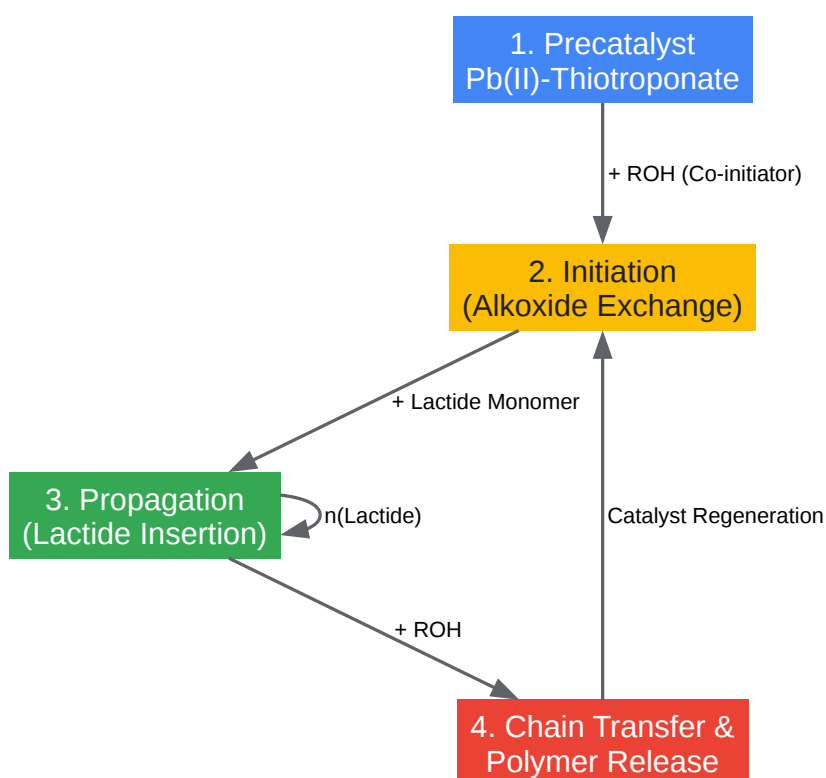 1. Precatalyst
Pb(II)-Thiotroponate
+ ROH (Co-initiator)
2. Initiation
(Alkoxide Exchange)
+ Lactide Monomer
3. Propagation
(Lactide Insertion)
n(Lactide)
Catalyst Regeneration
+ ROH
4. Chain Transfer &
Polymer Release